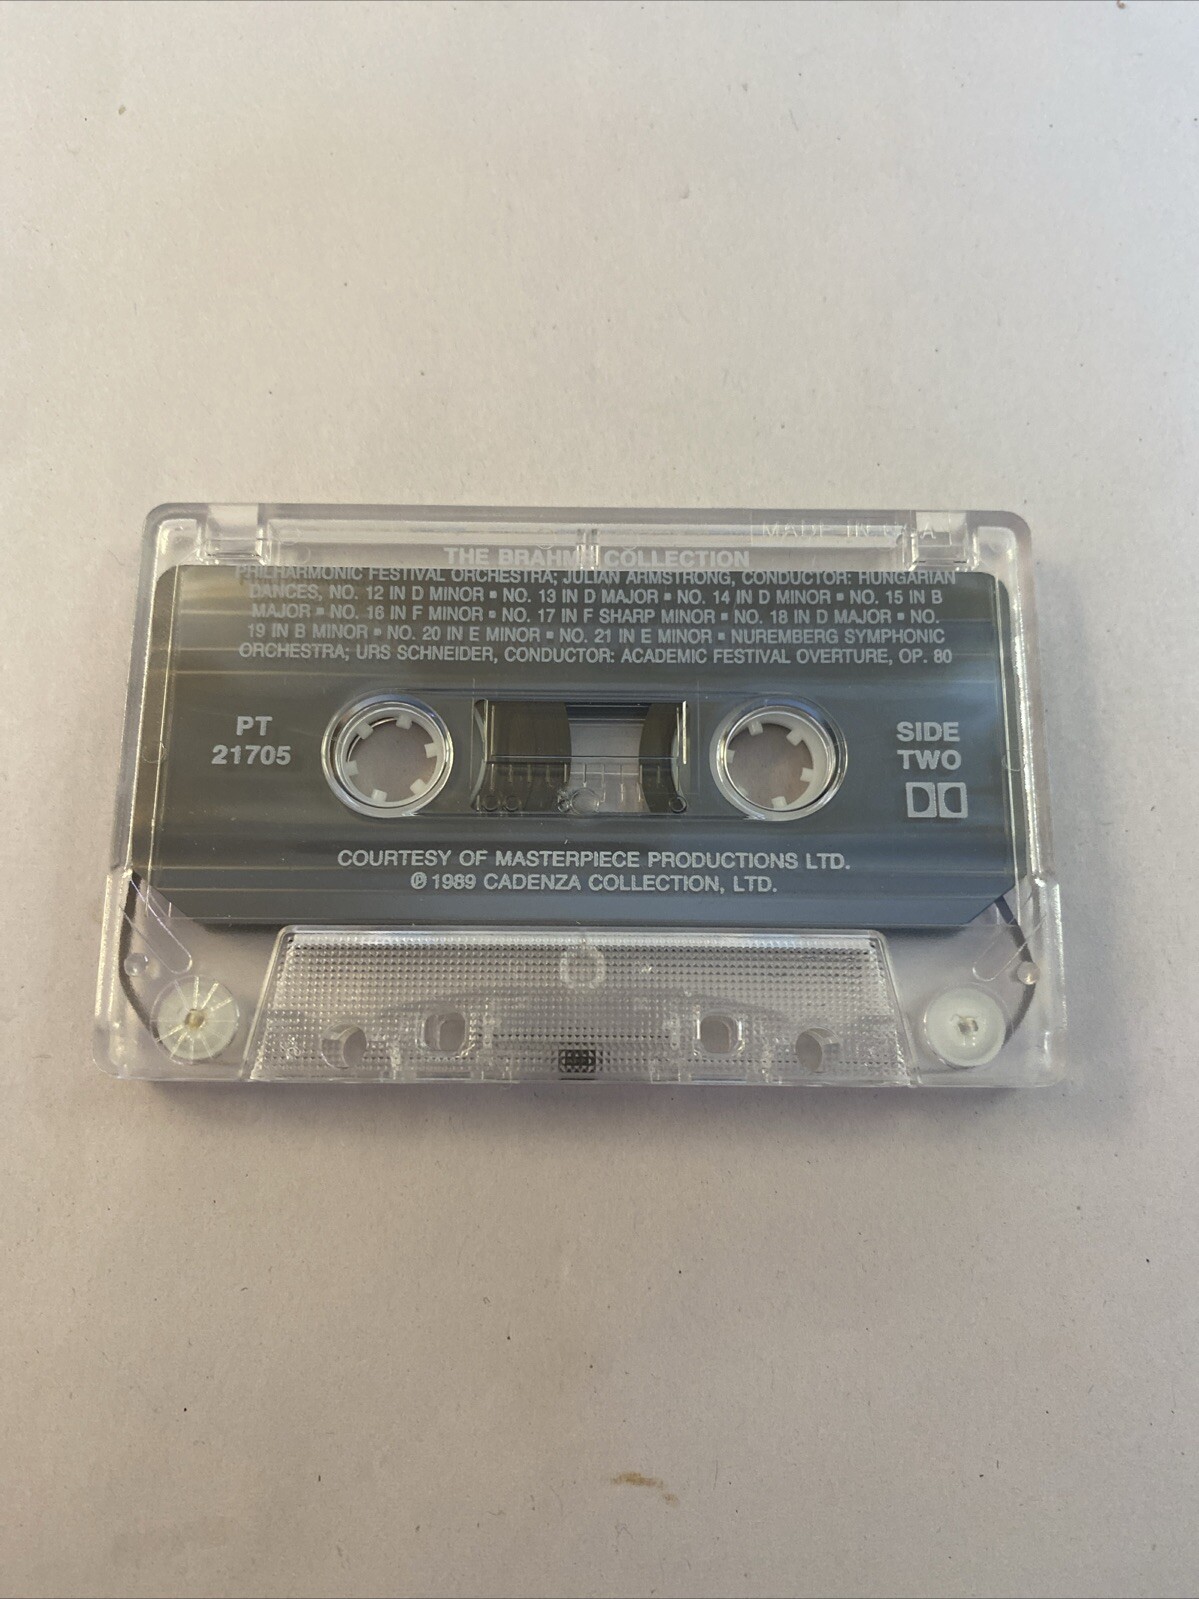 MADE IN U.S.A.
THE BRAHMS COLLECTION
PHILHARMONIC FESTIVAL ORCHESTRA; JULIAN ARMSTRONG, CONDUCTOR: HUNGARIAN
DANCES, NO. 12 IN D MINOR ▪ NO. 13 IN D MAJOR ▪ NO. 14 IN D MINOR ▪ NO. 15 IN B
MAJOR ▪ NO. 16 IN F MINOR ▪ NO. 17 IN F SHARP MINOR ▪ NO. 18 IN D MAJOR ▪ NO.
19 IN B MINOR ▪ NO. 20 IN E MINOR ▪ NO. 21 IN E MINOR ▪ NUREMBERG SYMPHONIC
ORCHESTRA; URS SCHNEIDER, CONDUCTOR: ACADEMIC FESTIVAL OVERTURE, OP. 80
PT
21705
SIDE
TWO
COURTESY OF MASTERPIECE PRODUCTIONS LTD.
℗ 1989 CADENZA COLLECTION, LTD.